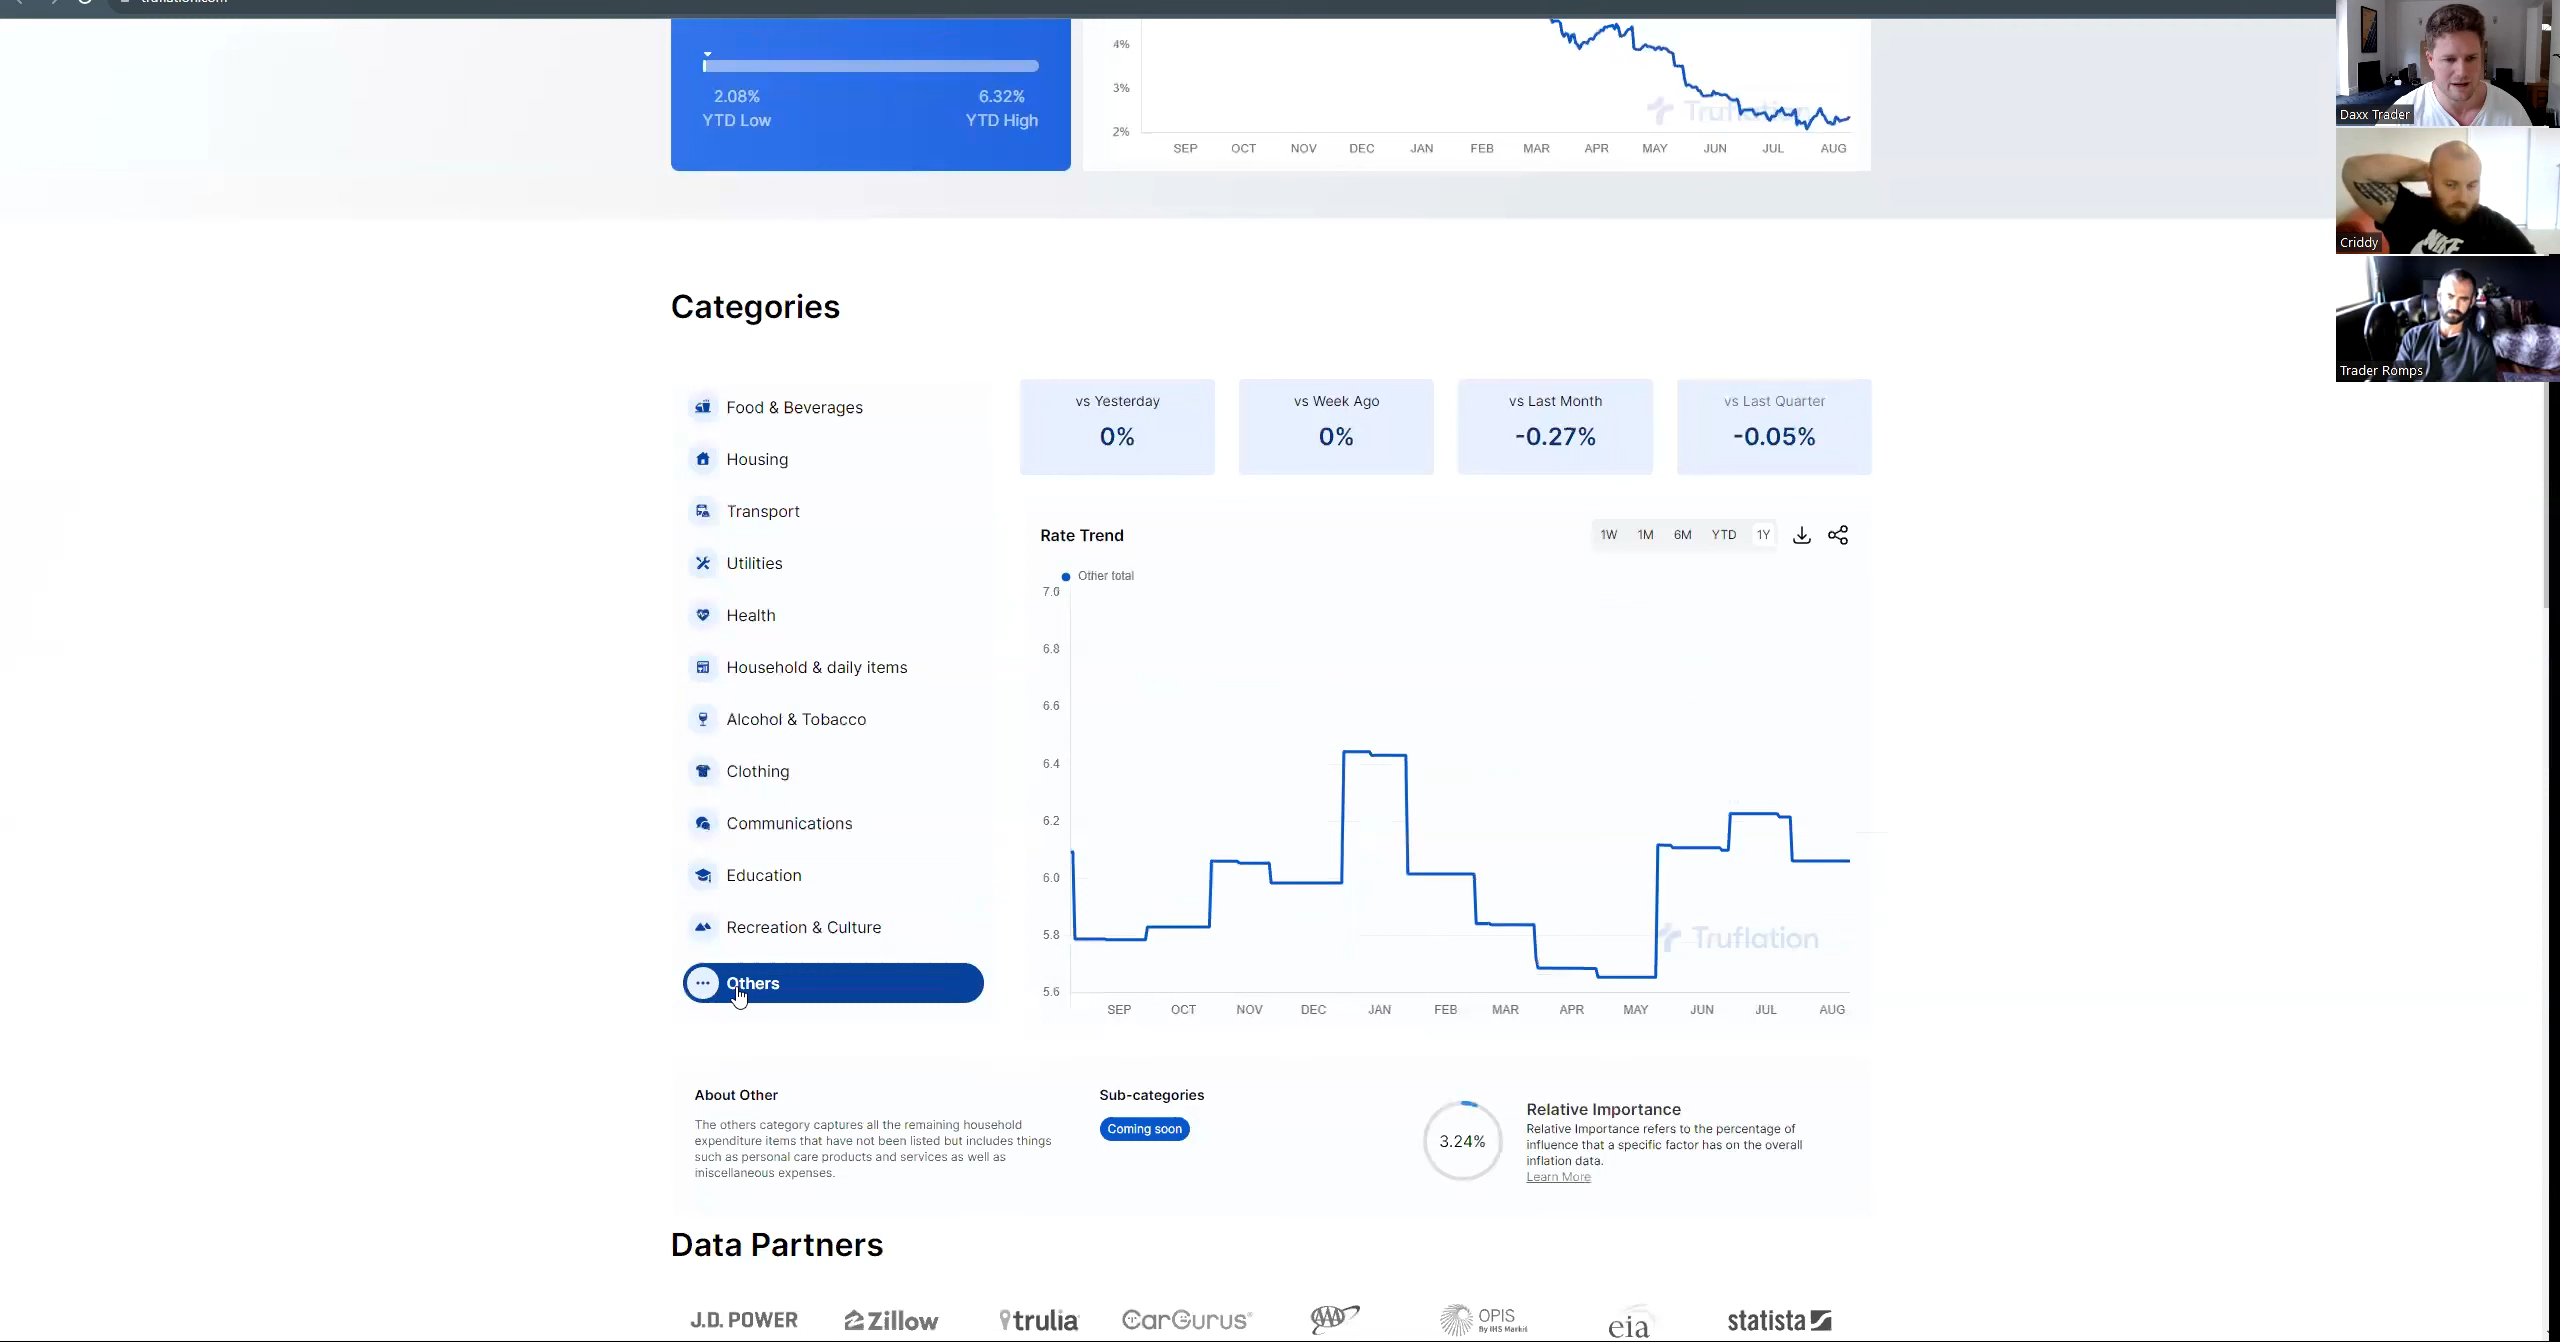 truflation.com
4%
3%
2%
Truflation
SEP OCT NOV DEC JAN FEB MAR APR MAY JUN JUL AUG
2.08%
YTD Low
6.32%
YTD High
Daxx Trader
Criddy
Trader Romps
Categories
Food & Beverages
Housing
Transport
Utilities
Health
Household & daily items
Alcohol & Tobacco
Clothing
Communications
Education
Recreation & Culture
Others
vs Yesterday
0%
vs Week Ago
0%
vs Last Month
-0.27%
vs Last Quarter
-0.05%
Rate Trend
1W 1M 6M YTD 1Y
Other total
7.0
6.8
6.6
6.4
6.2
6.0
5.8
5.6
Truflation
SEP OCT NOV DEC JAN FEB MAR APR MAY JUN JUL AUG
About Other
The others category captures all the remaining household
expenditure items that have not been listed but includes things
such as personal care products and services as well as
miscellaneous expenses.
Sub-categories
Coming soon
3.24%
Relative Importance
Relative Importance refers to the percentage of
influence that a specific factor has on the overall
inflation data.
Learn More
Data Partners
J.D. POWER
Zillow
trulia
CarGurus
AAA
OPIS
By IHS Markit
eia
statista
NIKE